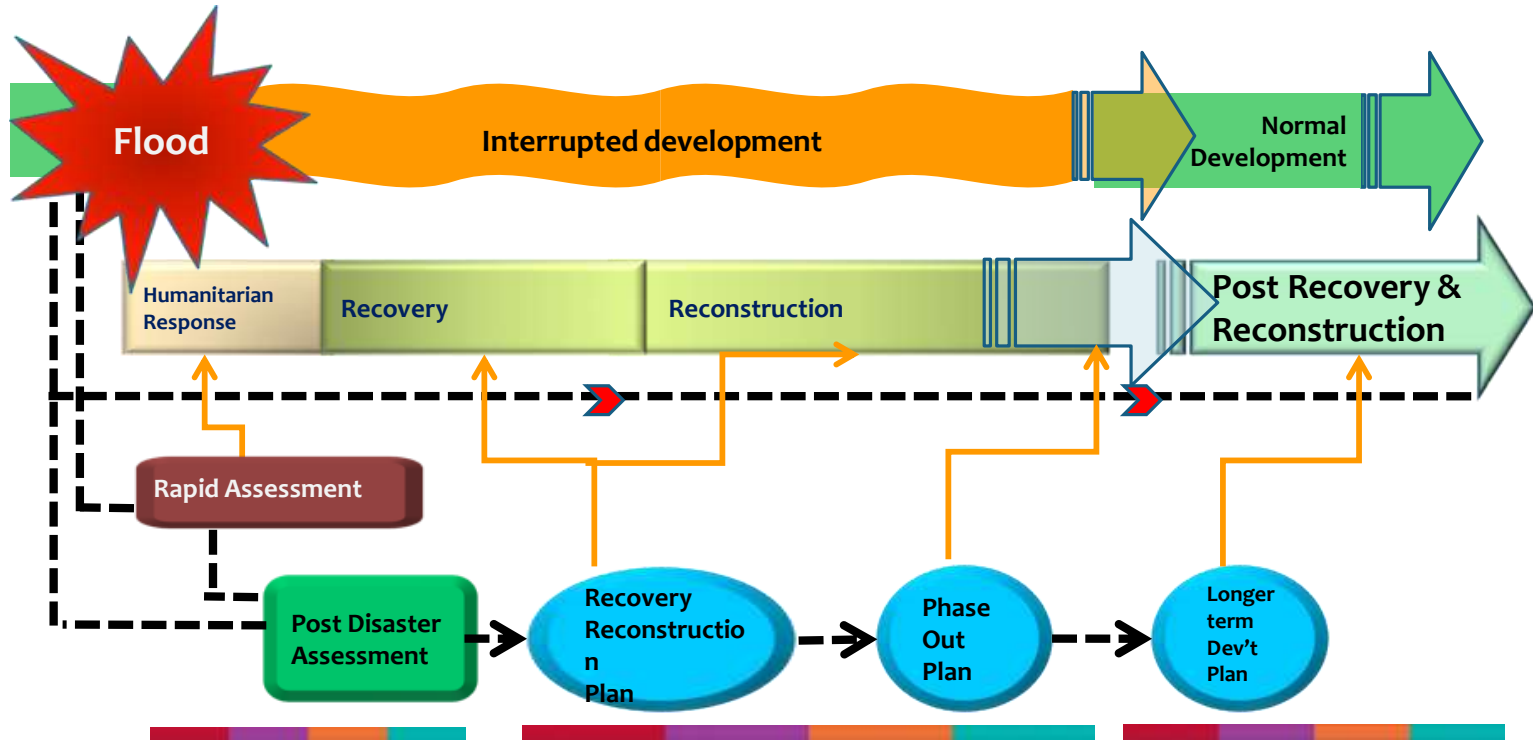 Flood
Interrupted development
Normal
Development
Humanitarian
Response
Recovery
Reconstruction
Post Recovery &
Reconstruction
Rapid Assessment
Post Disaster
Assessment
Recovery
Reconstructio
n
Plan
Phase
Out
Plan
Longer
term
Dev’t
Plan